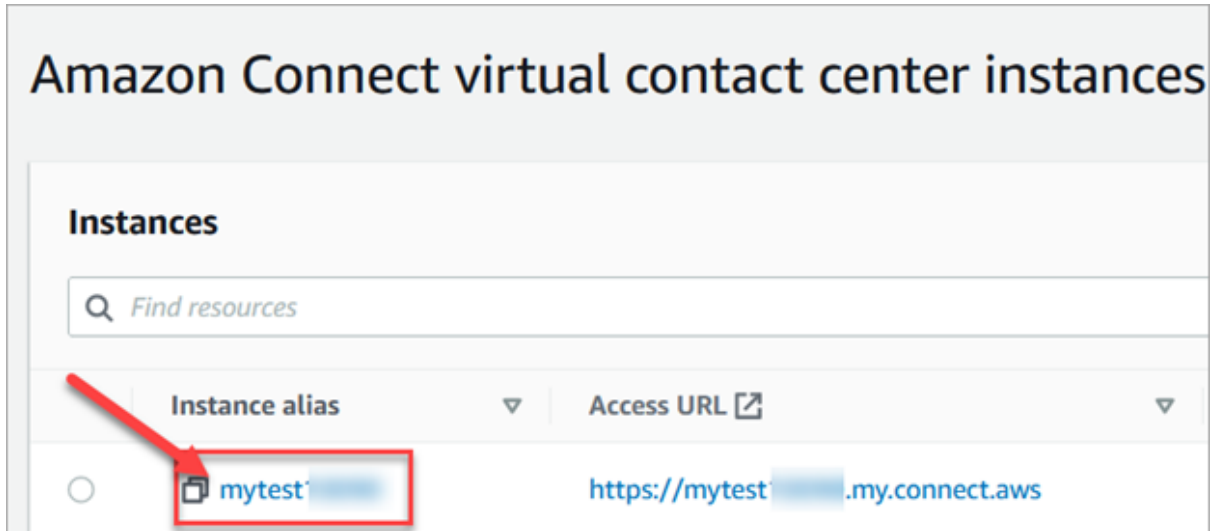 Amazon Connect virtual contact center instances
Instances
Find resources
Instance alias Access URL
mytest https://mytest .my.connect.aws